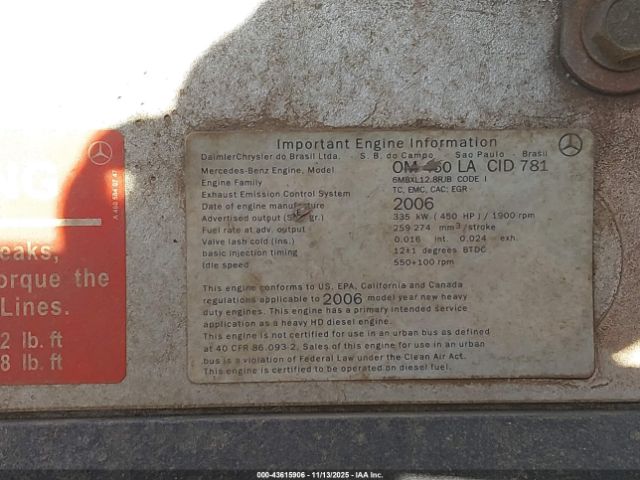 Important Engine Information
DaimlerChrysler do Brasil Ltda. - S. B. do Campo - Sao Paulo - Brasil
Mercedes-Benz Engine, Model OM 460 LA CID 781
Engine Family 6MBXL12.8RJB CODE I
Exhaust Emission Control System TC, EMC, CAC, EGR
Date of engine manufacture 2006
Advertised output 335 kW ( 450 HP ) / 1900 rpm
Fuel rate at adv. output 259 274 mm³/stroke
Valve lash cold (ins.) 0.016 int. 0.024 exh.
basic injection timing 12±1 degrees BTDC
Idle speed 550+100 rpm
This engine conforms to US. EPA, California and Canada
regulations applicable to 2006 model year new heavy
duty engines. This engine has a primary intended service
application as a heavy HD diesel engine.
This engine is not certified for use in an urban bus as defined
at 40 CFR 86.093-2. Sales of this engine for use in an urban
bus is a violation of Federal Law under the Clean Air Act.
This engine is certified to be operated on diesel fuel.
eaks,
orque the
Lines.
2 lb. ft
8 lb. ft
000-43615906 - 11/13/2025 - IAAHC